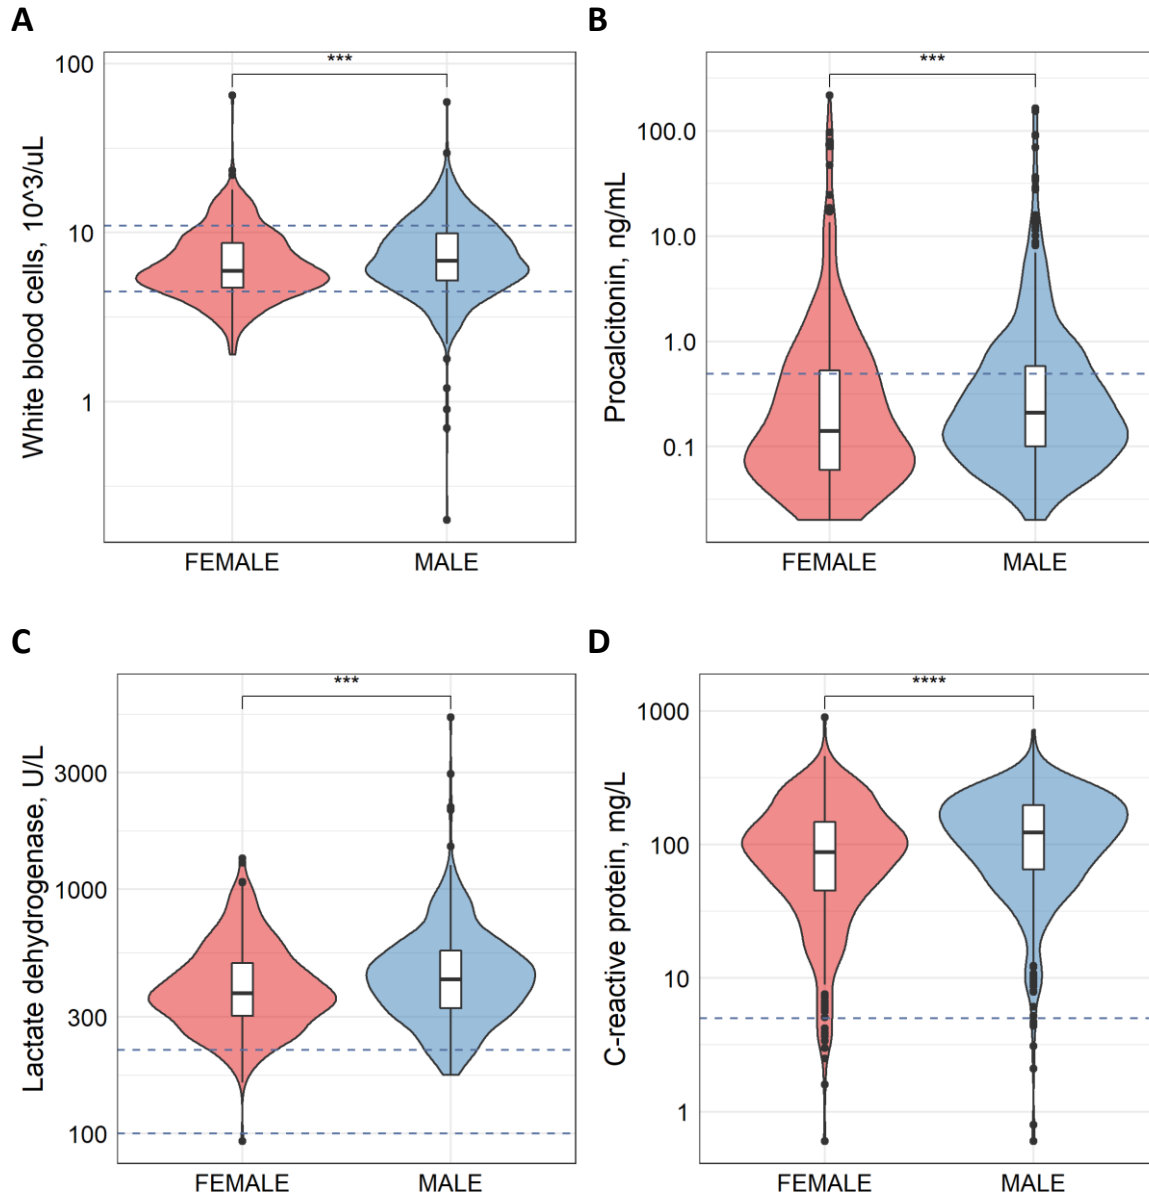 A
White blood cells, 10^3/uL
100
10
1
***
FEMALE
MALE
B
Procalcitonin, ng/mL
100.0
10.0
1.0
0.1
***
FEMALE
MALE
C
Lactate dehydrogenase, U/L
3000
1000
300
100
***
FEMALE
MALE
D
C-reactive protein, mg/L
1000
100
10
1
****
FEMALE
MALE